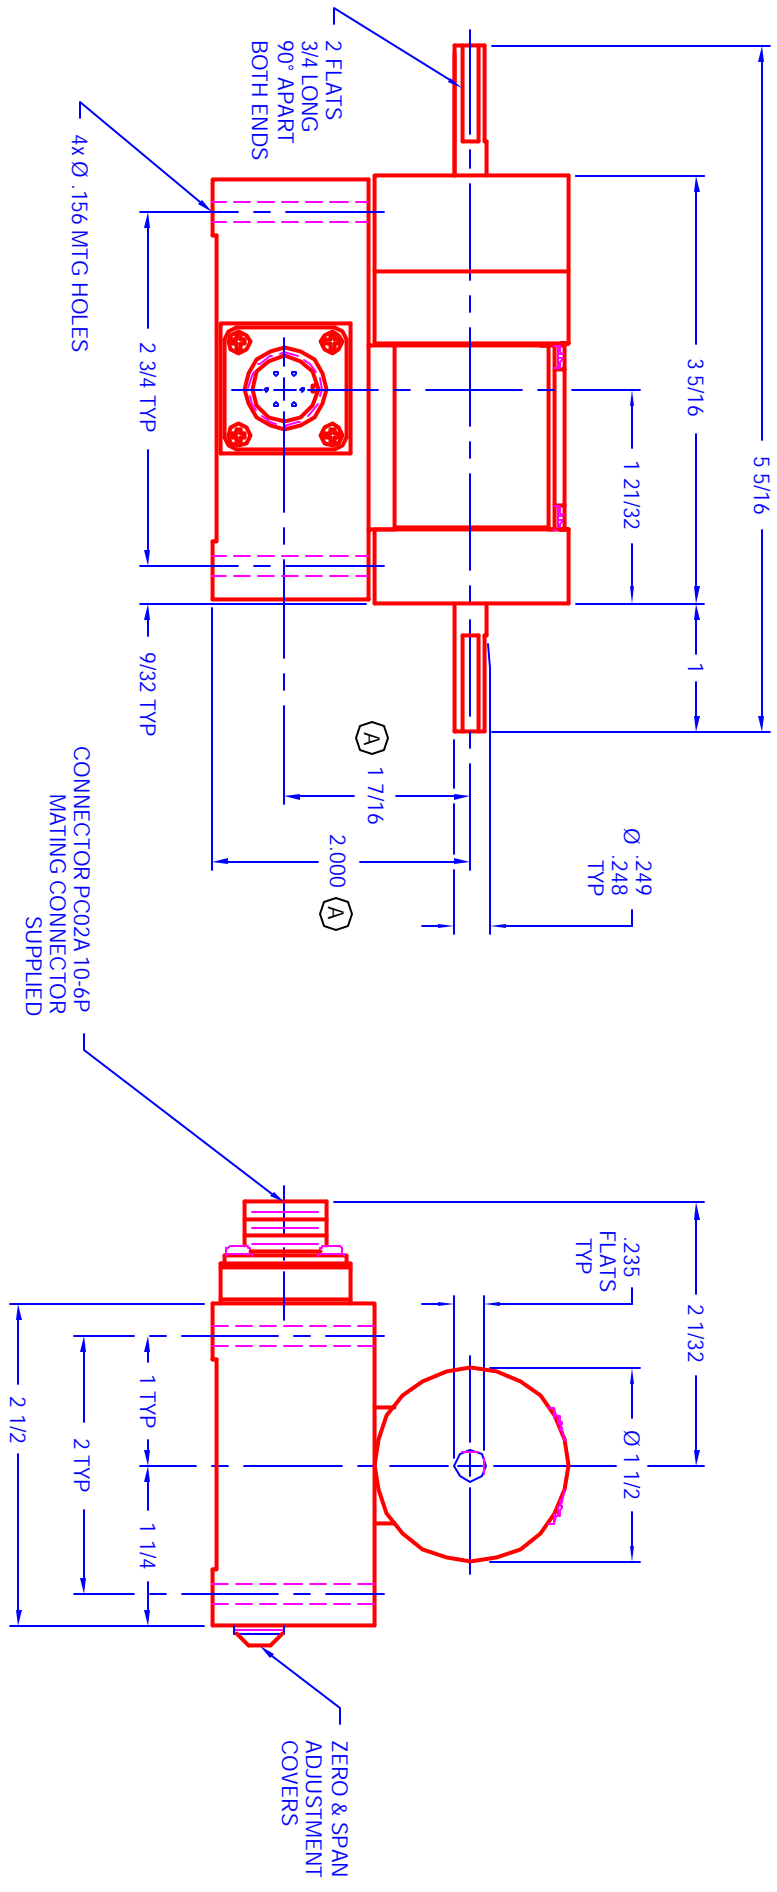 5 5/16
3 5/16
1
1 21/32
2 FLATS
3/4 LONG
90° APART
BOTH ENDS
4x Ø .156 MTG HOLES
2 3/4 TYP
9/32 TYP
A
1 7/16
2.000
A
Ø .249
.248
TYP
CONNECTOR PC02A 10-6P
MATING CONNECTOR
SUPPLIED
2 1/32
.235
FLATS
TYP
Ø 1 1/2
1 TYP
1 1/4
2 TYP
2 1/2
ZERO & SPAN
ADJUSTMENT
COVERS